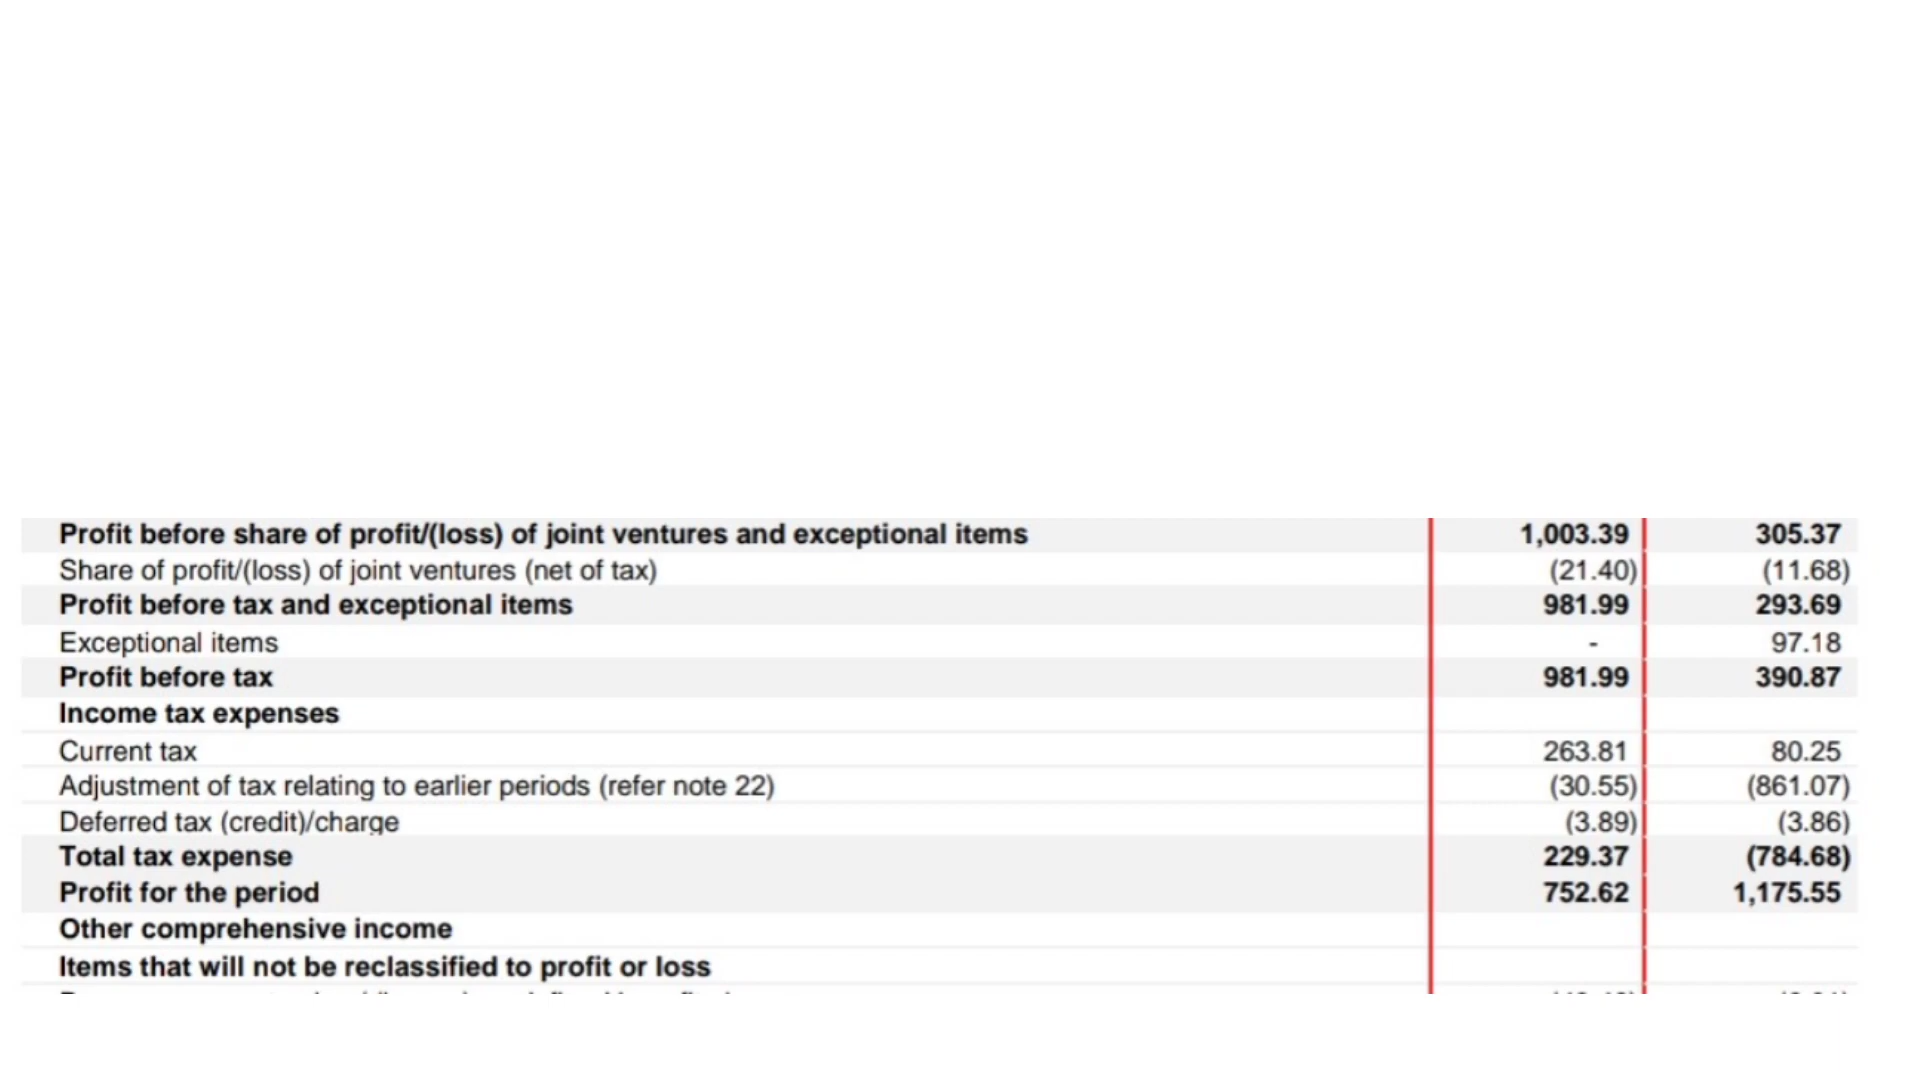 Profit before share of profit/(loss) of joint ventures and exceptional items 1,003.39 305.37
Share of profit/(loss) of joint ventures (net of tax) (21.40) (11.68)
Profit before tax and exceptional items 981.99 293.69
Exceptional items - 97.18
Profit before tax 981.99 390.87
Income tax expenses
Current tax 263.81 80.25
Adjustment of tax relating to earlier periods (refer note 22) (30.55) (861.07)
Deferred tax (credit)/charge (3.89) (3.86)
Total tax expense 229.37 (784.68)
Profit for the period 752.62 1,175.55
Other comprehensive income
Items that will not be reclassified to profit or loss